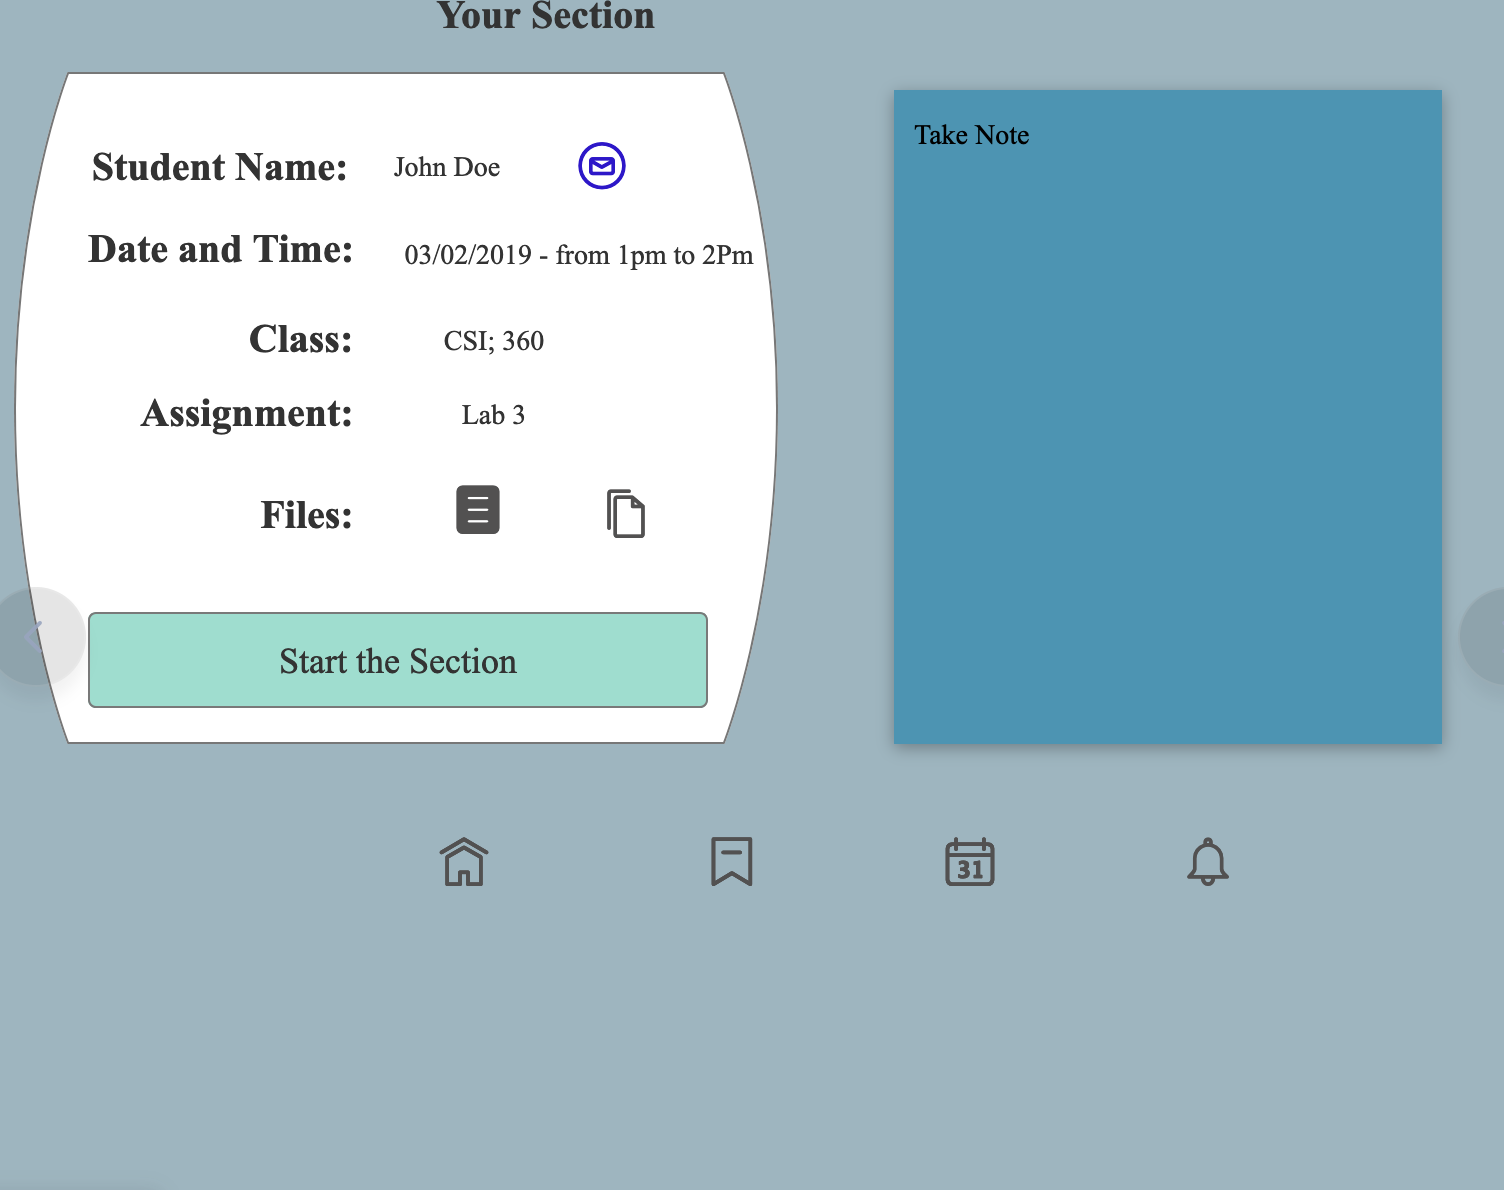 Your Section
Student Name: John Doe
Date and Time: 03/02/2019 - from 1pm to 2Pm
Class: CSI; 360
Assignment: Lab 3
Files:
Start the Section
Take Note
31